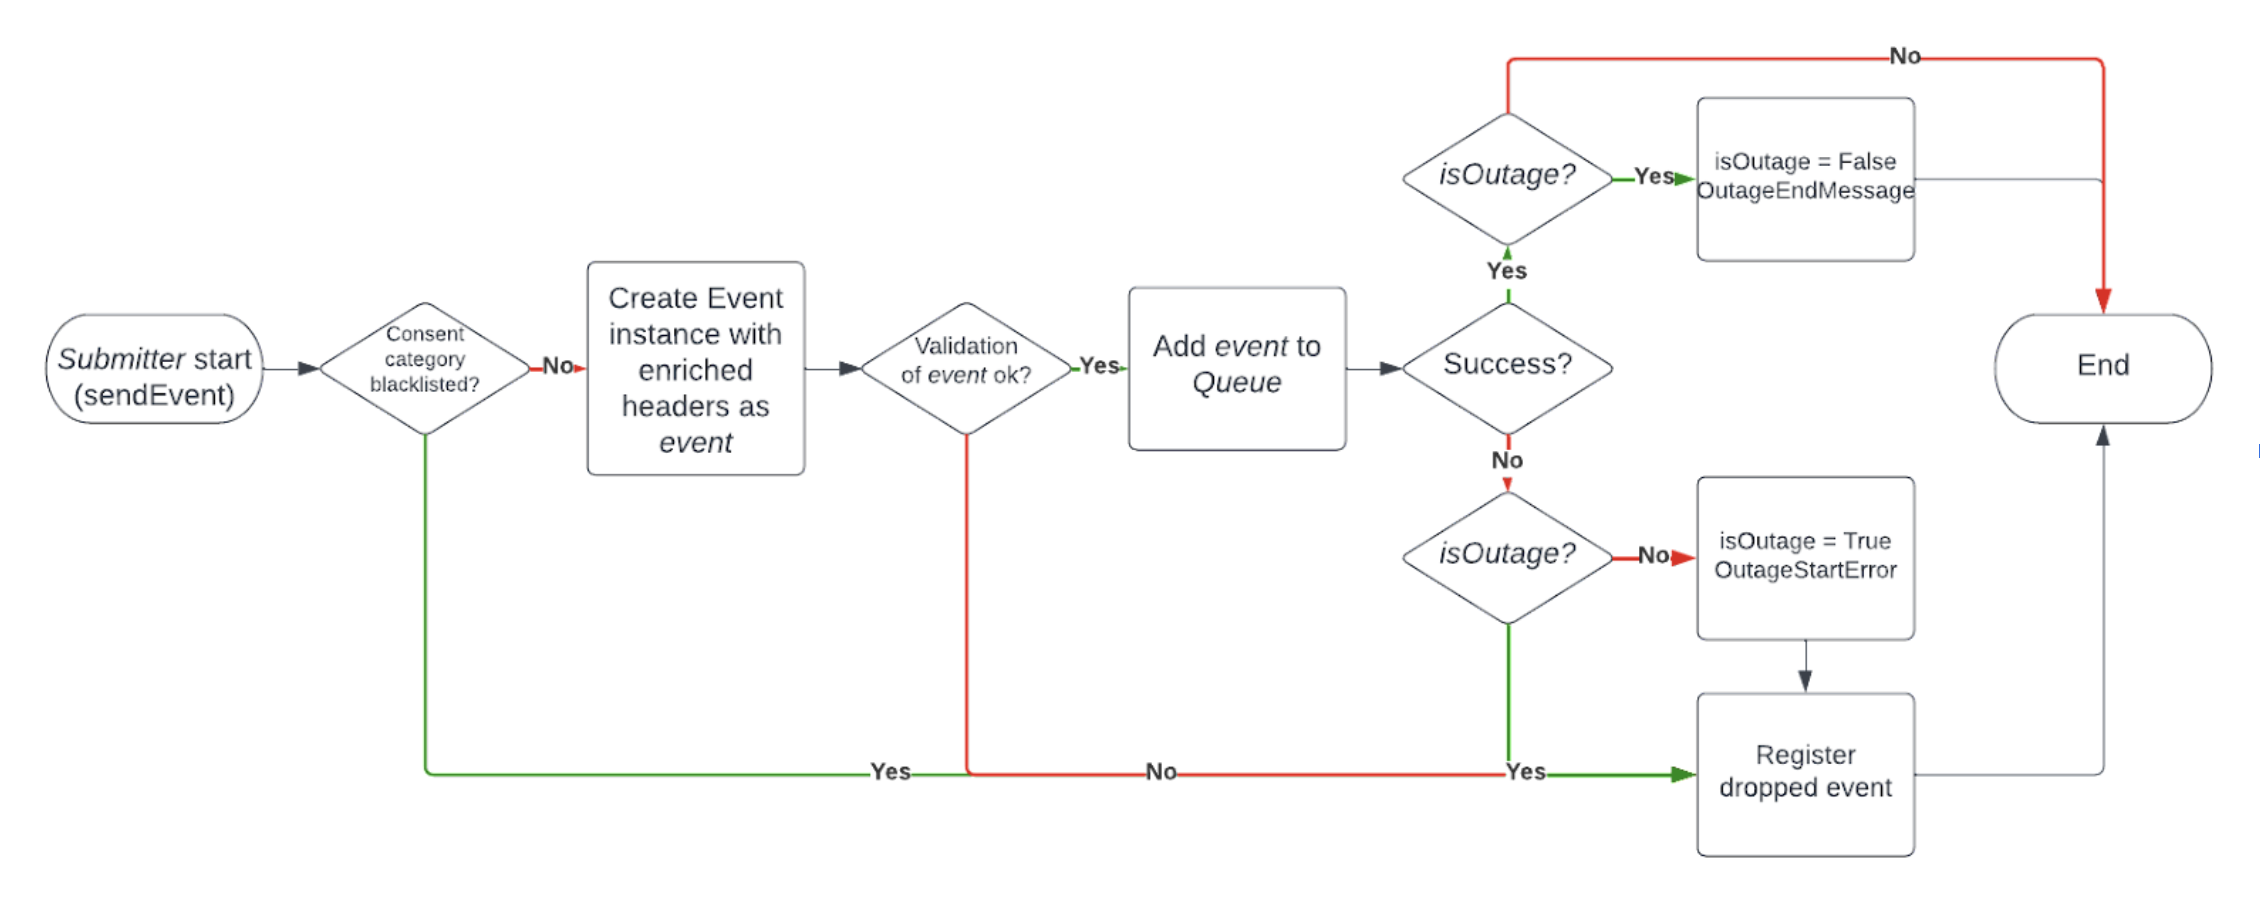 Submitter start
(sendEvent)
Consent
category
blacklisted?
No
Create Event
instance with
enriched
headers as
event
Validation
of event ok?
Yes
Add event to
Queue
Success?
Yes
isOutage?
No
Yes
isOutage = False
OutageEndMessage
End
No
isOutage?
No
isOutage = True
OutageStartError
Yes
No
Yes
Register
dropped event